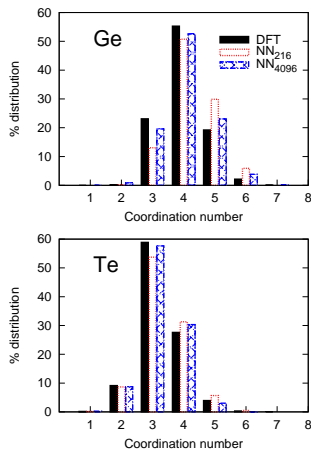 Ge
DFT
NN216
NN4096
% distribution
60
50
40
30
20
10
0
1 2 3 4 5 6 7 8
Coordination number
Te
% distribution
60
50
40
30
20
10
0
1 2 3 4 5 6 7 8
Coordination number